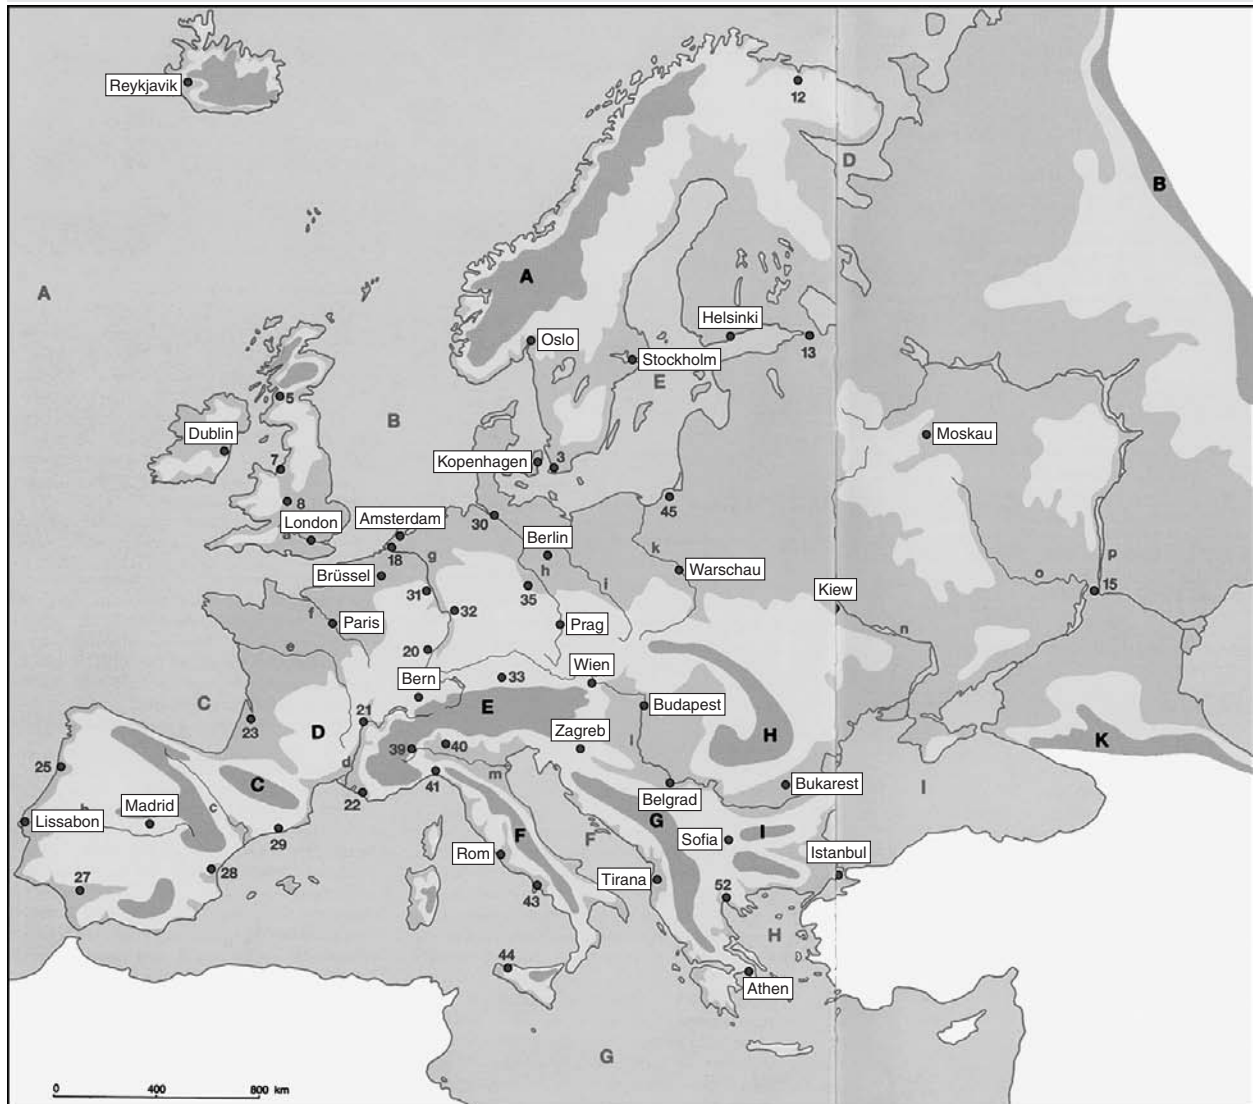 Reykjavik
12
D
B
A
A
Helsinki
Oslo
13
Stockholm
E
5
B
Dublin
Moskau
7
Kopenhagen
3
8
45
London
a
Amsterdam
30
18
g
Berlin
k
p
Brüssel
h
Warschau
o
31
35
i
15
32
Kiew
f
Paris
Prag
n
e
20
Wien
Bern
33
C
21
E
Budapest
23
D
Zagreb
l
H
K
39
40
25
d
m
C
41
Bukarest
I
22
Belgrad
b
Madrid
c
Lissabon
29
F
F
G
Sofia
I
Rom
Istanbul
28
Tirana
27
43
52
H
44
Athen
G
0 400 800 km